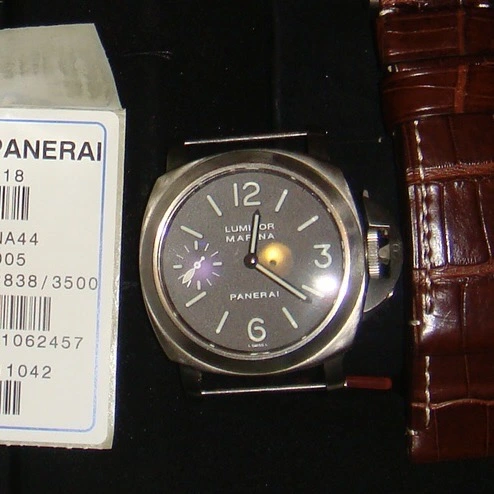 PANERAI
18
NA44
005
838/3500
1062457
1042
12
LUMINOR
MARINA
3
PANERAI
6